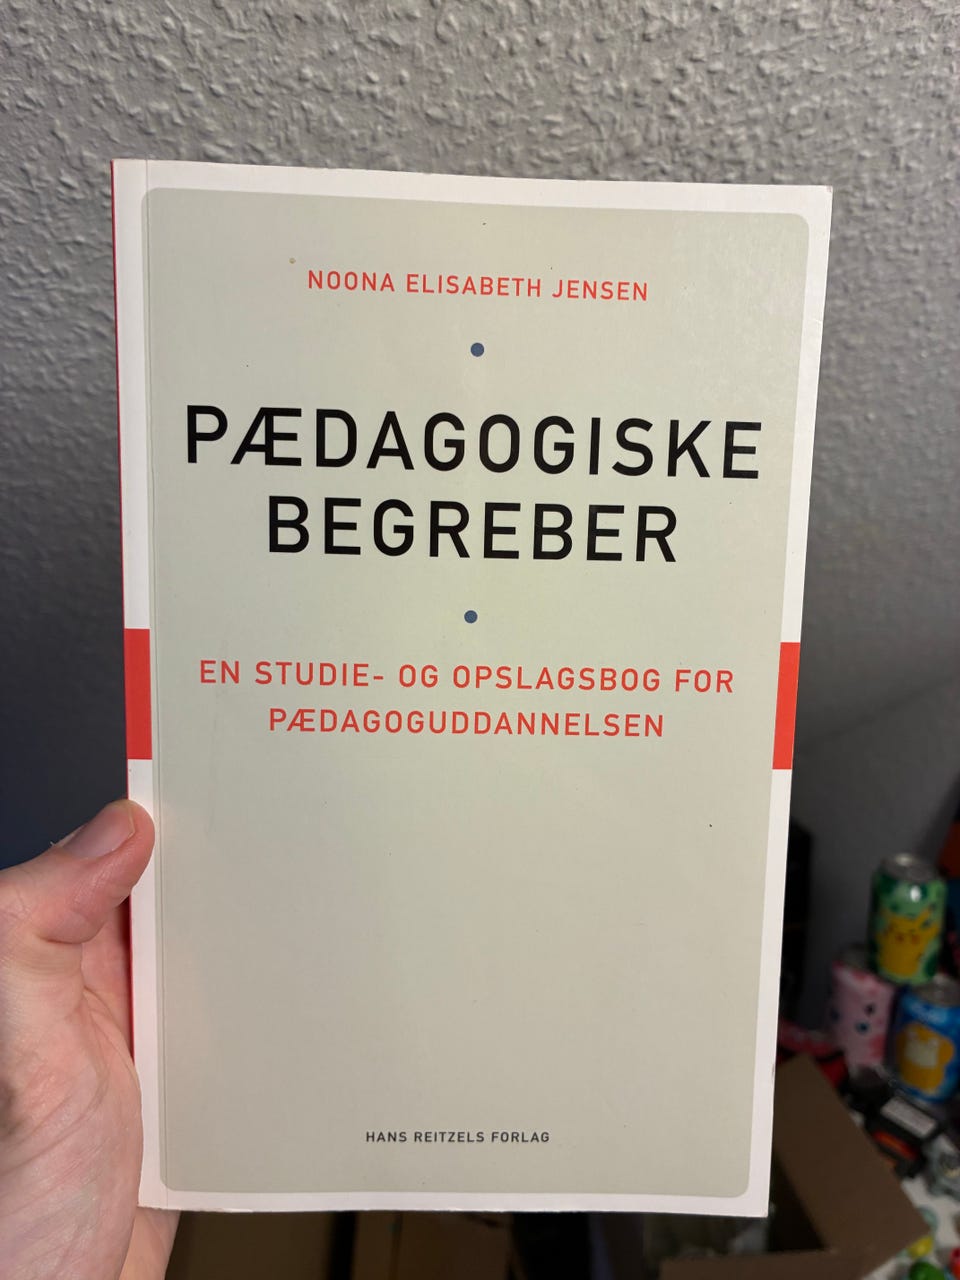 NOONA ELISABETH JENSEN
PÆDAGOGISKE
BEGREBER
EN STUDIE- OG OPSLAGSBOG FOR
PÆDAGOGUDDANNELSEN
HANS REITZELS FORLAG